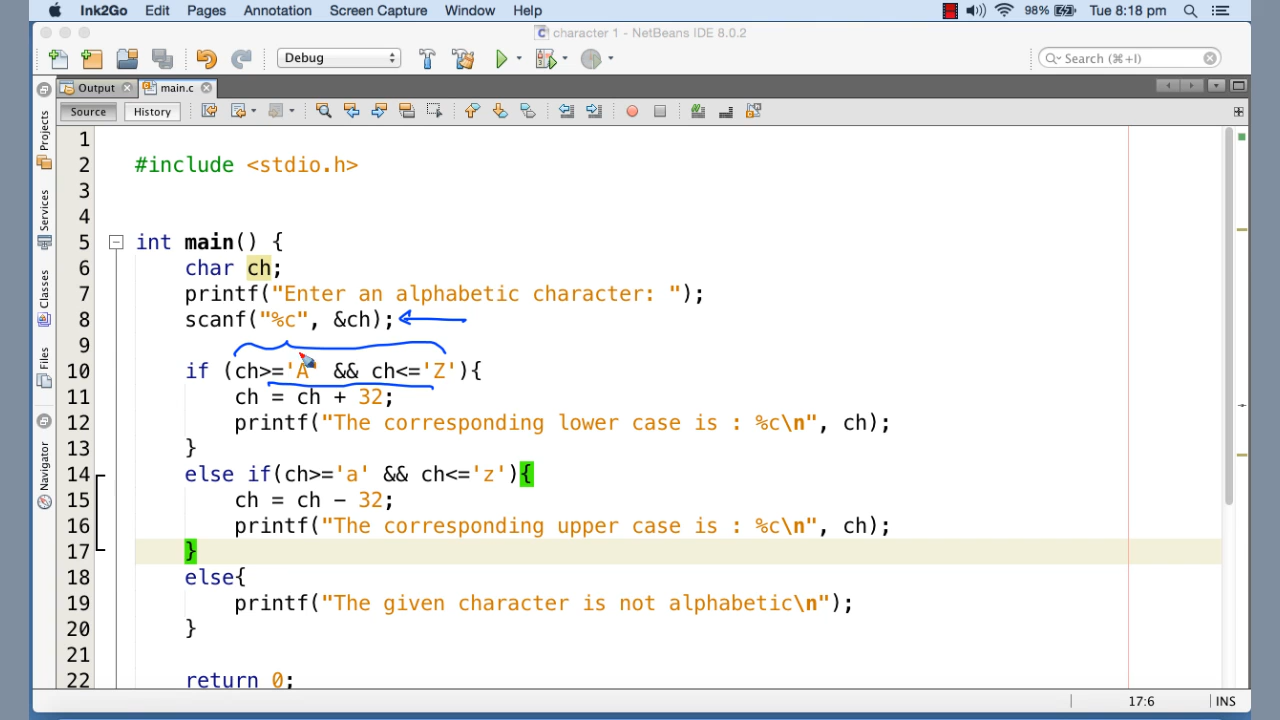 Ink2Go Edit Pages Annotation Screen Capture Window Help 98% Tue 8:18 pm
character 1 - NetBeans IDE 8.0.2
Debug Search (⌘+I)
Output main.c
Source History
Projects
Services
Classes
Files
Navigator
1
2 #include <stdio.h>
3
4
5 int main() {
6 char ch;
7 printf("Enter an alphabetic character: ");
8 scanf("%c", &ch);
9
10 if (ch>='A' && ch<='Z'){
11 ch = ch + 32;
12 printf("The corresponding lower case is : %c\n", ch);
13 }
14 else if(ch>='a' && ch<='z'){
15 ch = ch - 32;
16 printf("The corresponding upper case is : %c\n", ch);
17 }
18 else{
19 printf("The given character is not alphabetic\n");
20 }
21
22 return 0;
17:6 INS